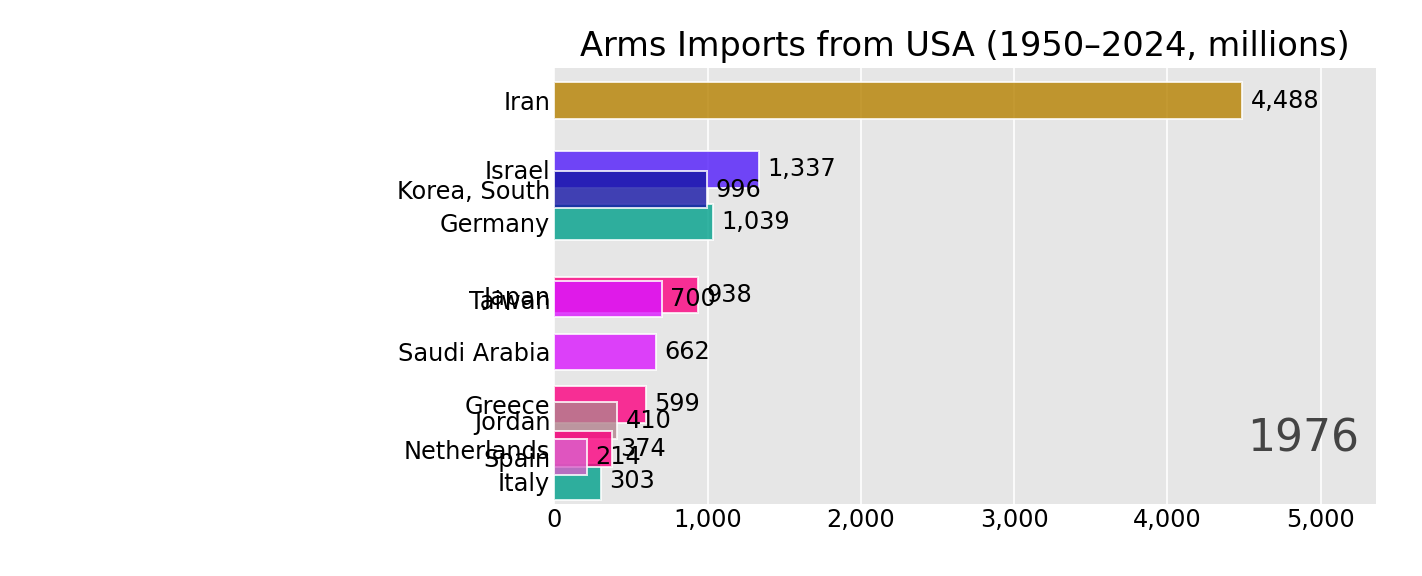 Arms Imports from USA (1950–2024, millions)
Iran 4,488
Israel 1,337
Korea, South 996
Germany 1,039
Japan 938
Taiwan 700
Saudi Arabia 662
Greece 599
Jordan 410
Netherlands 374
Spain 214
Italy 303
1976
0 1,000 2,000 3,000 4,000 5,000